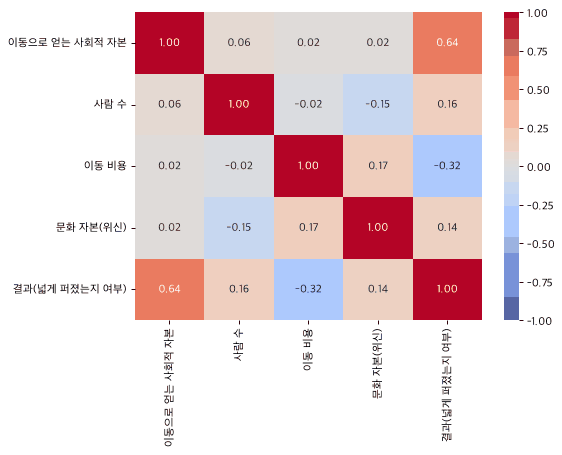 이동으로 얻는 사회적 자본 1.00 0.06 0.02 0.02 0.64
사람 수 0.06 1.00 -0.02 -0.15 0.16
이동 비용 0.02 -0.02 1.00 0.17 -0.32
문화 자본(위신) 0.02 -0.15 0.17 1.00 0.14
결과(넓게 퍼졌는지 여부) 0.64 0.16 -0.32 0.14 1.00
이동으로 얻는 사회적 자본
사람 수
이동 비용
문화 자본(위신)
결과(넓게 퍼졌는지 여부)
1.00
0.75
0.50
0.25
0.00
-0.25
-0.50
-0.75
-1.00